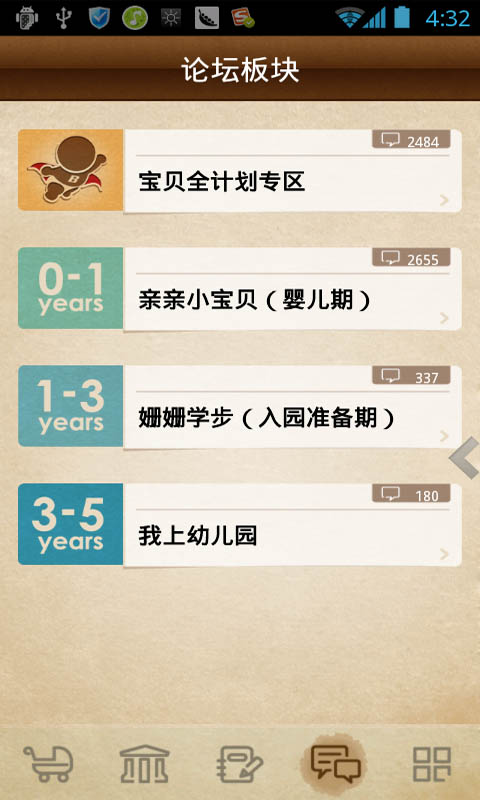 4:32
论坛板块
2484
B
宝贝全计划专区
2655
0-1
years
亲亲小宝贝（婴儿期）
337
1-3
years
姗姗学步（入园准备期）
180
3-5
years
我上幼儿园